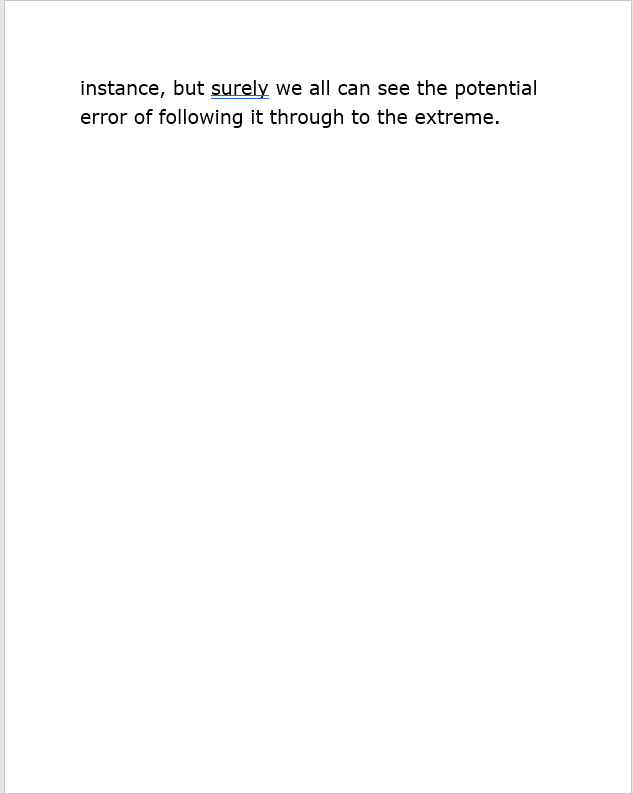 instance, but surely we all can see the potential
error of following it through to the extreme.